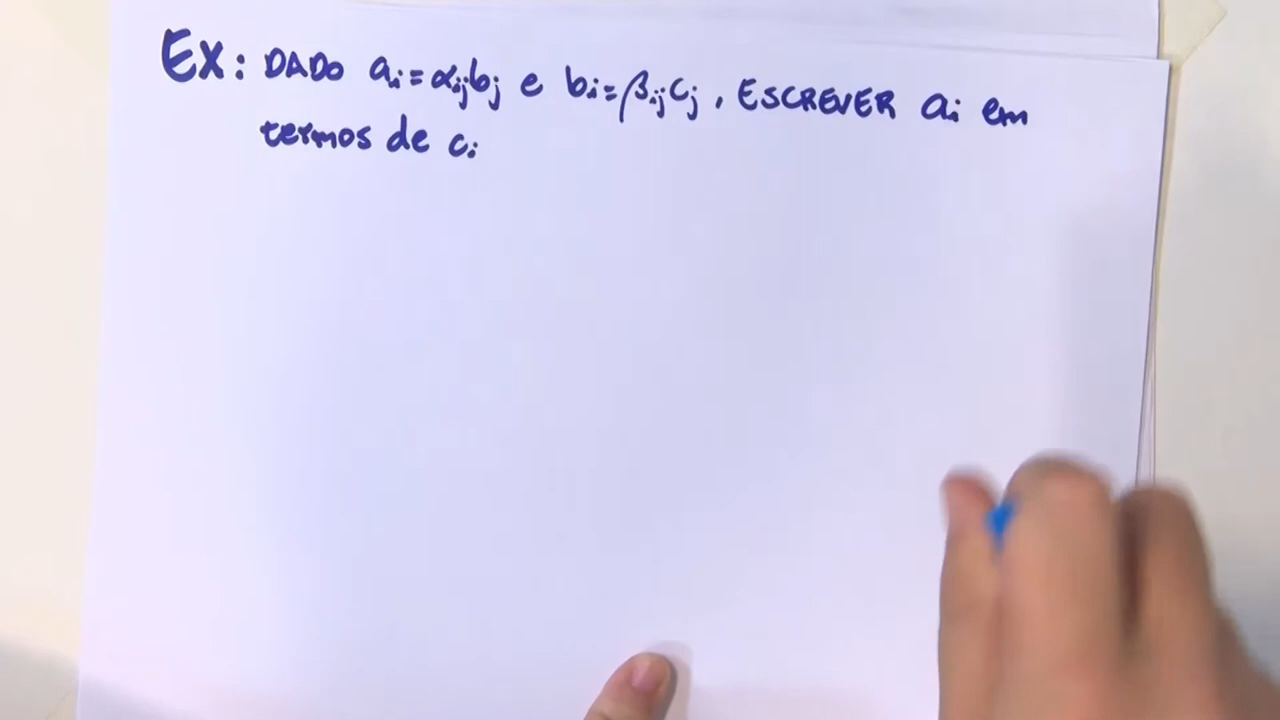 Ex: DADO aᵢ=αᵢⱼbⱼ e bᵢ=βᵢⱼcⱼ, ESCREVER aᵢ em
termos de cᵢ